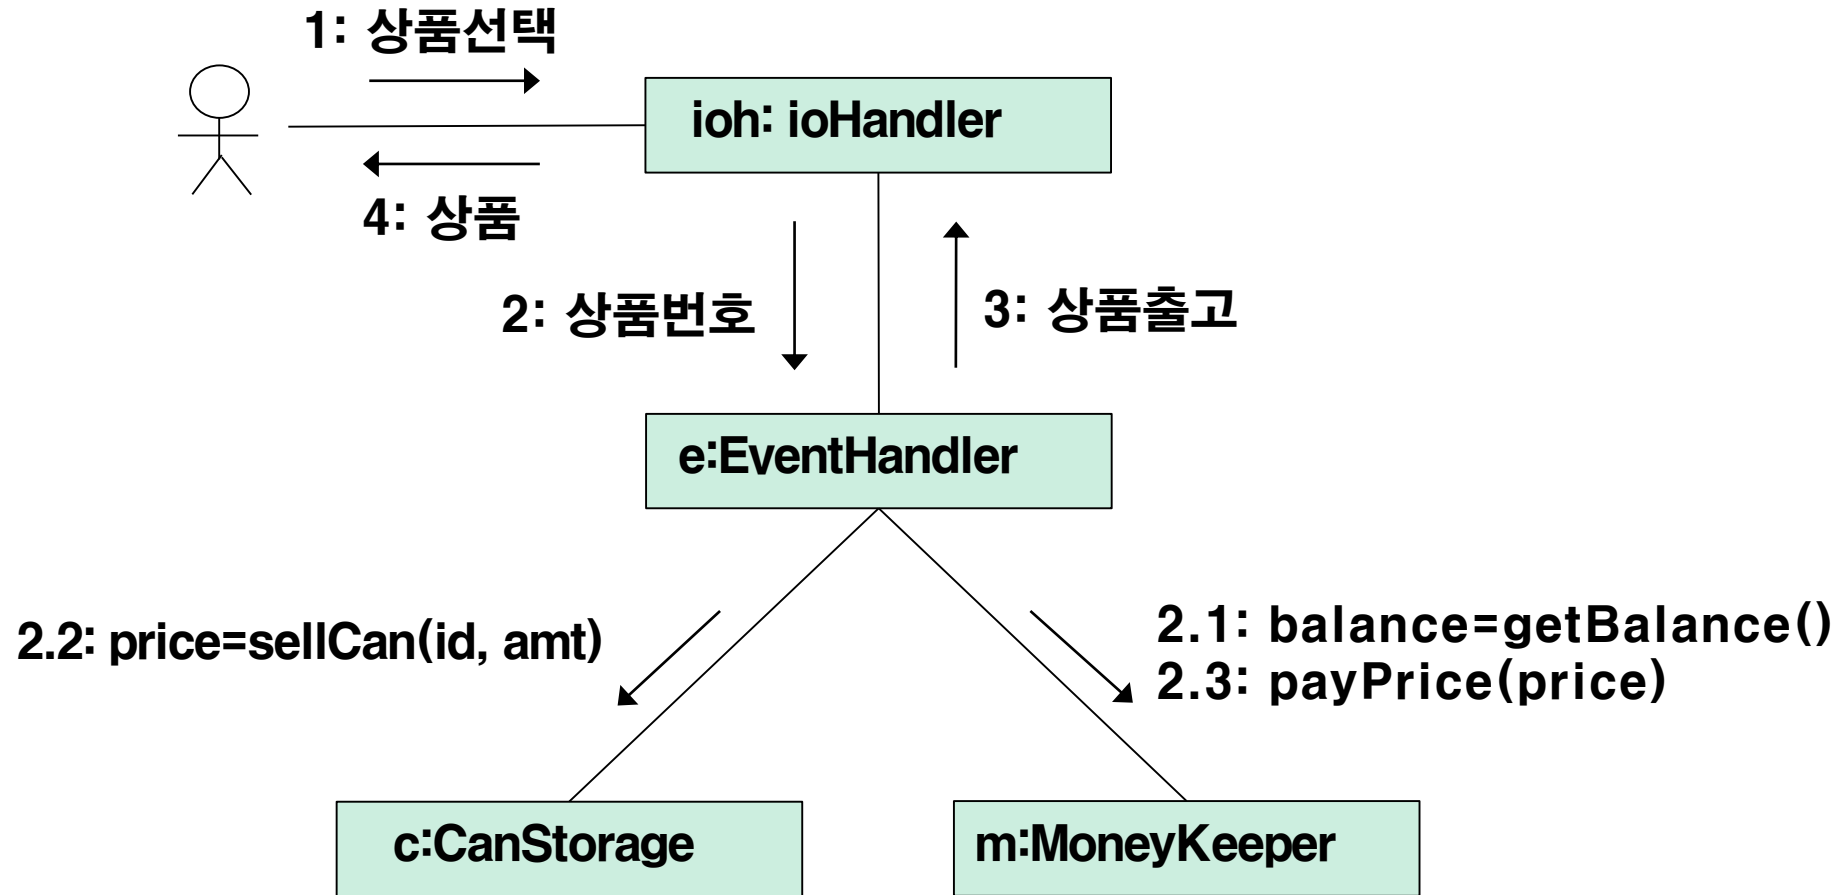 1: 상품선택
ioh: ioHandler
4: 상품
2: 상품번호
3: 상품출고
e:EventHandler
2.2: price=sellCan(id, amt)
2.1: balance=getBalance()
2.3: payPrice(price)
c:CanStorage
m:MoneyKeeper